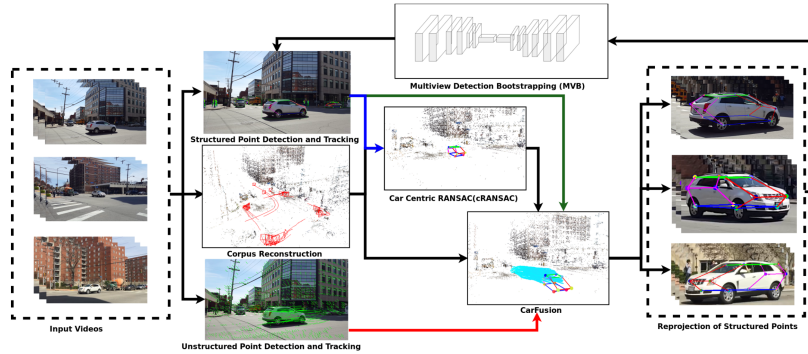 Multiview Detection Bootstrapping (MVB)
Structured Point Detection and Tracking
Car Centric RANSAC(cRANSAC)
Corpus Reconstruction
CarFusion
Input Videos
Unstructured Point Detection and Tracking
Reprojection of Structured Points